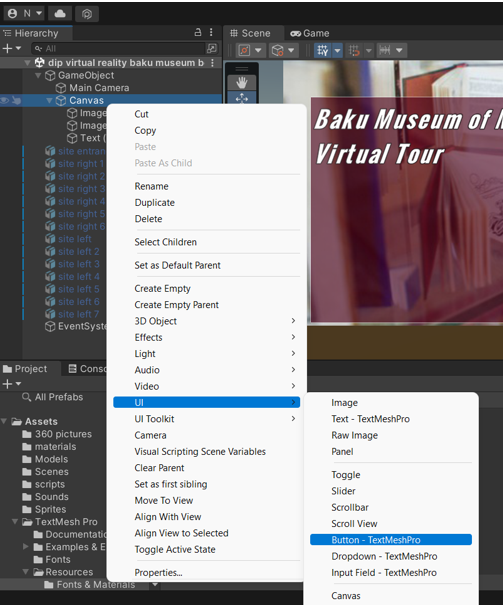 N
Hierarchy
All
dip virtual reality baku museum b
GameObject
Main Camera
Canvas
Image
Image
Text (
site entran
site right 1
site right 2
site right 3
site right 4
site right 5
site right 6
site left
site left 2
site left 3
site left 4
site left 5
site left 6
site left 7
EventSyste
Cut
Copy
Paste
Paste As Child
Rename
Duplicate
Delete
Select Children
Set as Default Parent
Create Empty
Create Empty Parent
3D Object
Effects
Light
Audio
Video
UI
UI Toolkit
Camera
Visual Scripting Scene Variables
Clear Parent
Set as first sibling
Move To View
Align With View
Align View to Selected
Toggle Active State
Properties...
Scene
Game
Baku Museum of
Virtual Tour
Image
Text - TextMeshPro
Raw Image
Panel
Toggle
Slider
Scrollbar
Scroll View
Button - TextMeshPro
Dropdown - TextMeshPro
Input Field - TextMeshPro
Canvas
Project
Conso
All Prefabs
Assets
360 pictures
materials
Models
Scenes
scripts
Sounds
Sprites
TextMesh Pro
Documentatio
Examples & E
Fonts
Resources
Fonts & Materials